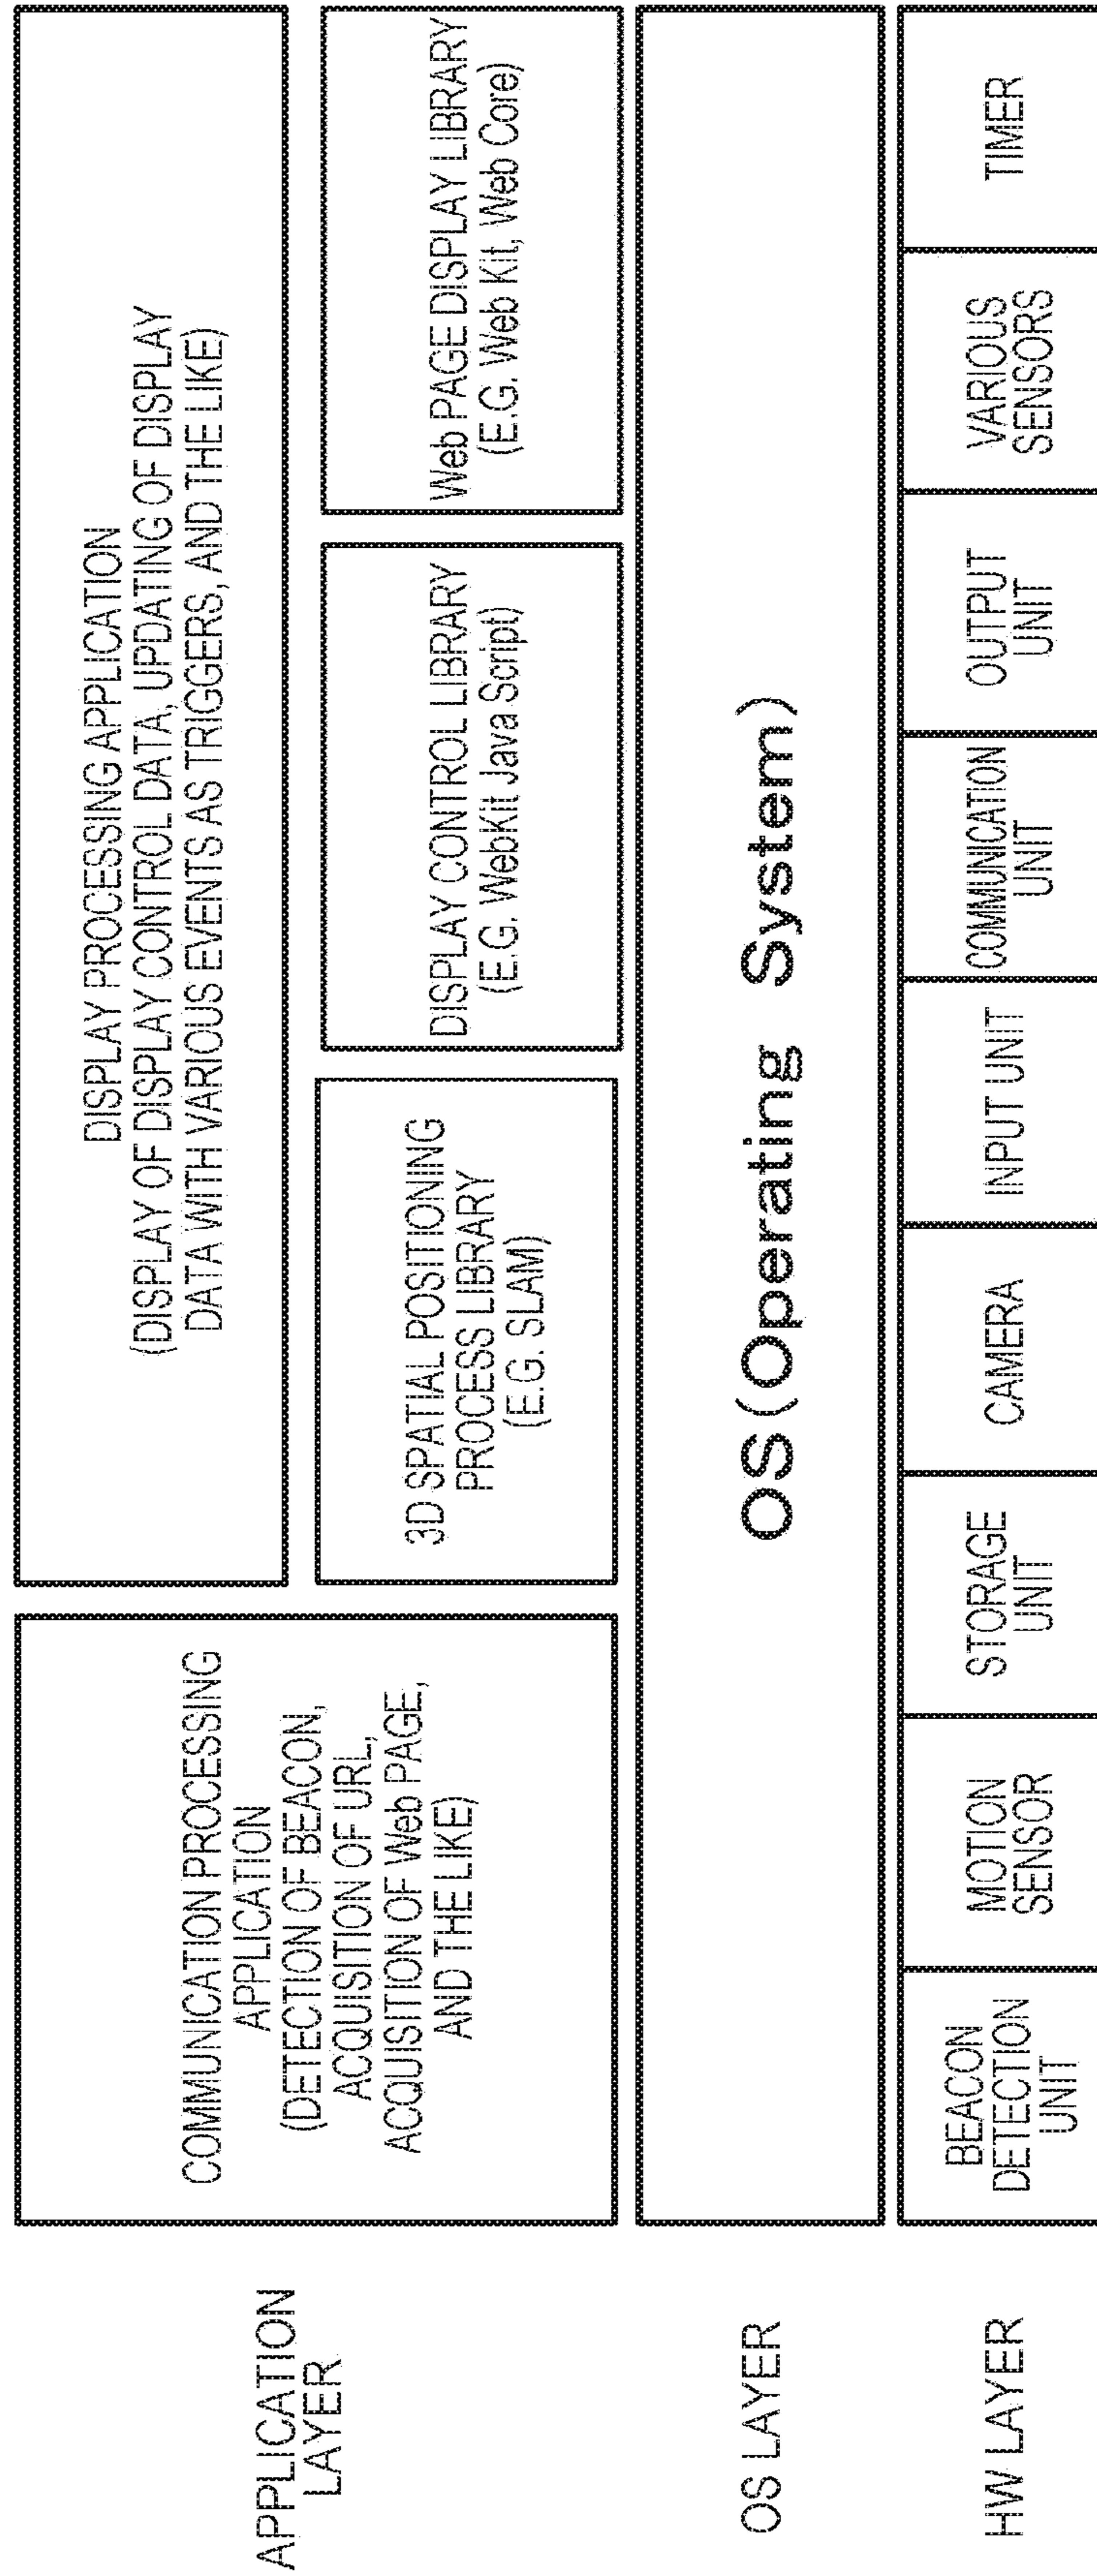 APPLICATION
LAYER
COMMUNICATION PROCESSING
APPLICATION
(DETECTION OF BEACON,
ACQUISITION OF URL,
ACQUISITION OF Web PAGE,
AND THE LIKE)
DISPLAY PROCESSING APPLICATION
(DISPLAY OF DISPLAY CONTROL DATA, UPDATING OF DISPLAY
DATA WITH VARIOUS EVENTS AS TRIGGERS, AND THE LIKE)
3D SPATIAL POSITIONING
PROCESS LIBRARY
(E.G. SLAM)
DISPLAY CONTROL LIBRARY
(E.G. WebKit Java Script)
Web PAGE DISPLAY LIBRARY
(E.G. Web Kit, Web Core)
OS LAYER
OS (Operating System)
HW LAYER
BEACON
DETECTION
UNIT
MOTION
SENSOR
STORAGE
UNIT
CAMERA
INPUT UNIT
COMMUNICATION
UNIT
OUTPUT
UNIT
VARIOUS
SENSORS
TIMER